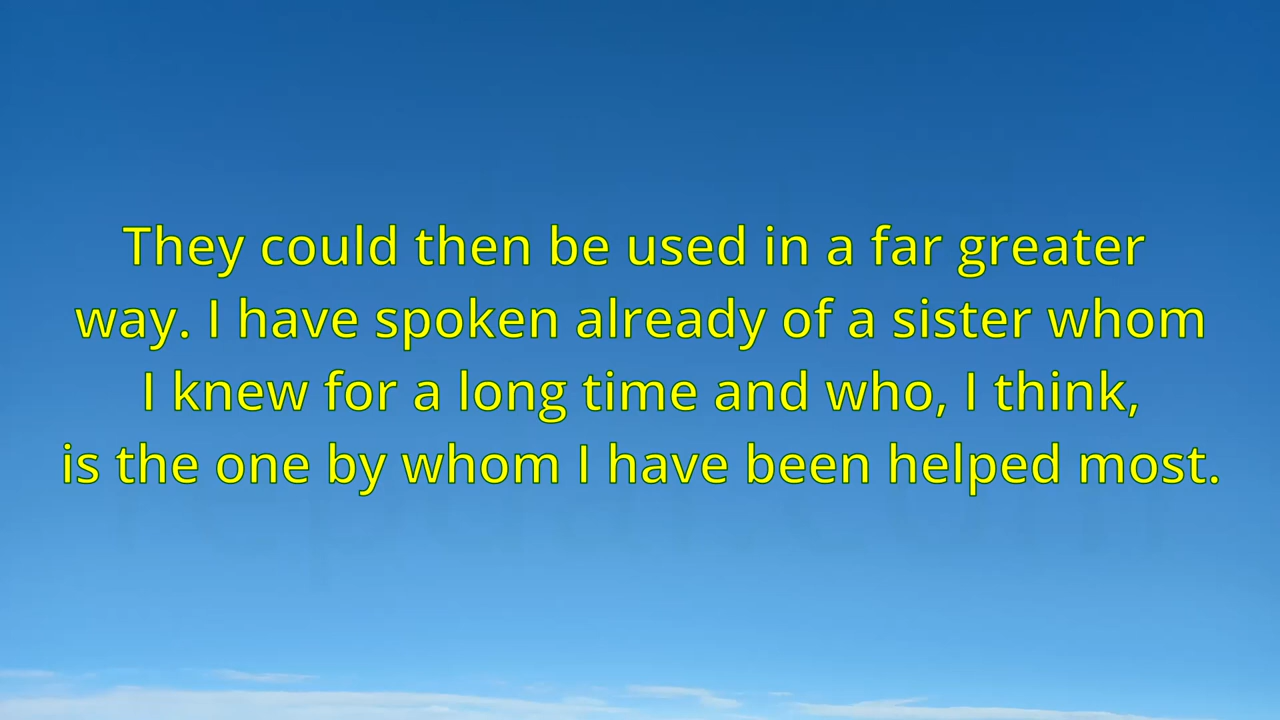 They could then be used in a far greater
way. I have spoken already of a sister whom
I knew for a long time and who, I think,
is the one by whom I have been helped most.